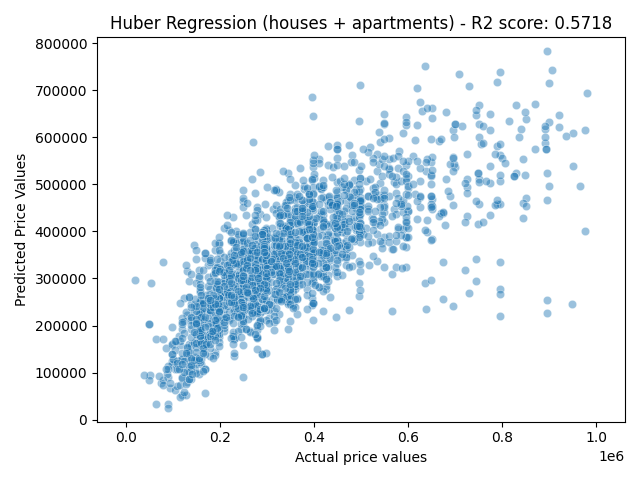 Huber Regression (houses + apartments) - R2 score: 0.5718
800000
700000
600000
500000
400000
300000
200000
100000
0
Predicted Price Values
0.0 0.2 0.4 0.6 0.8 1.0
1e6
Actual price values